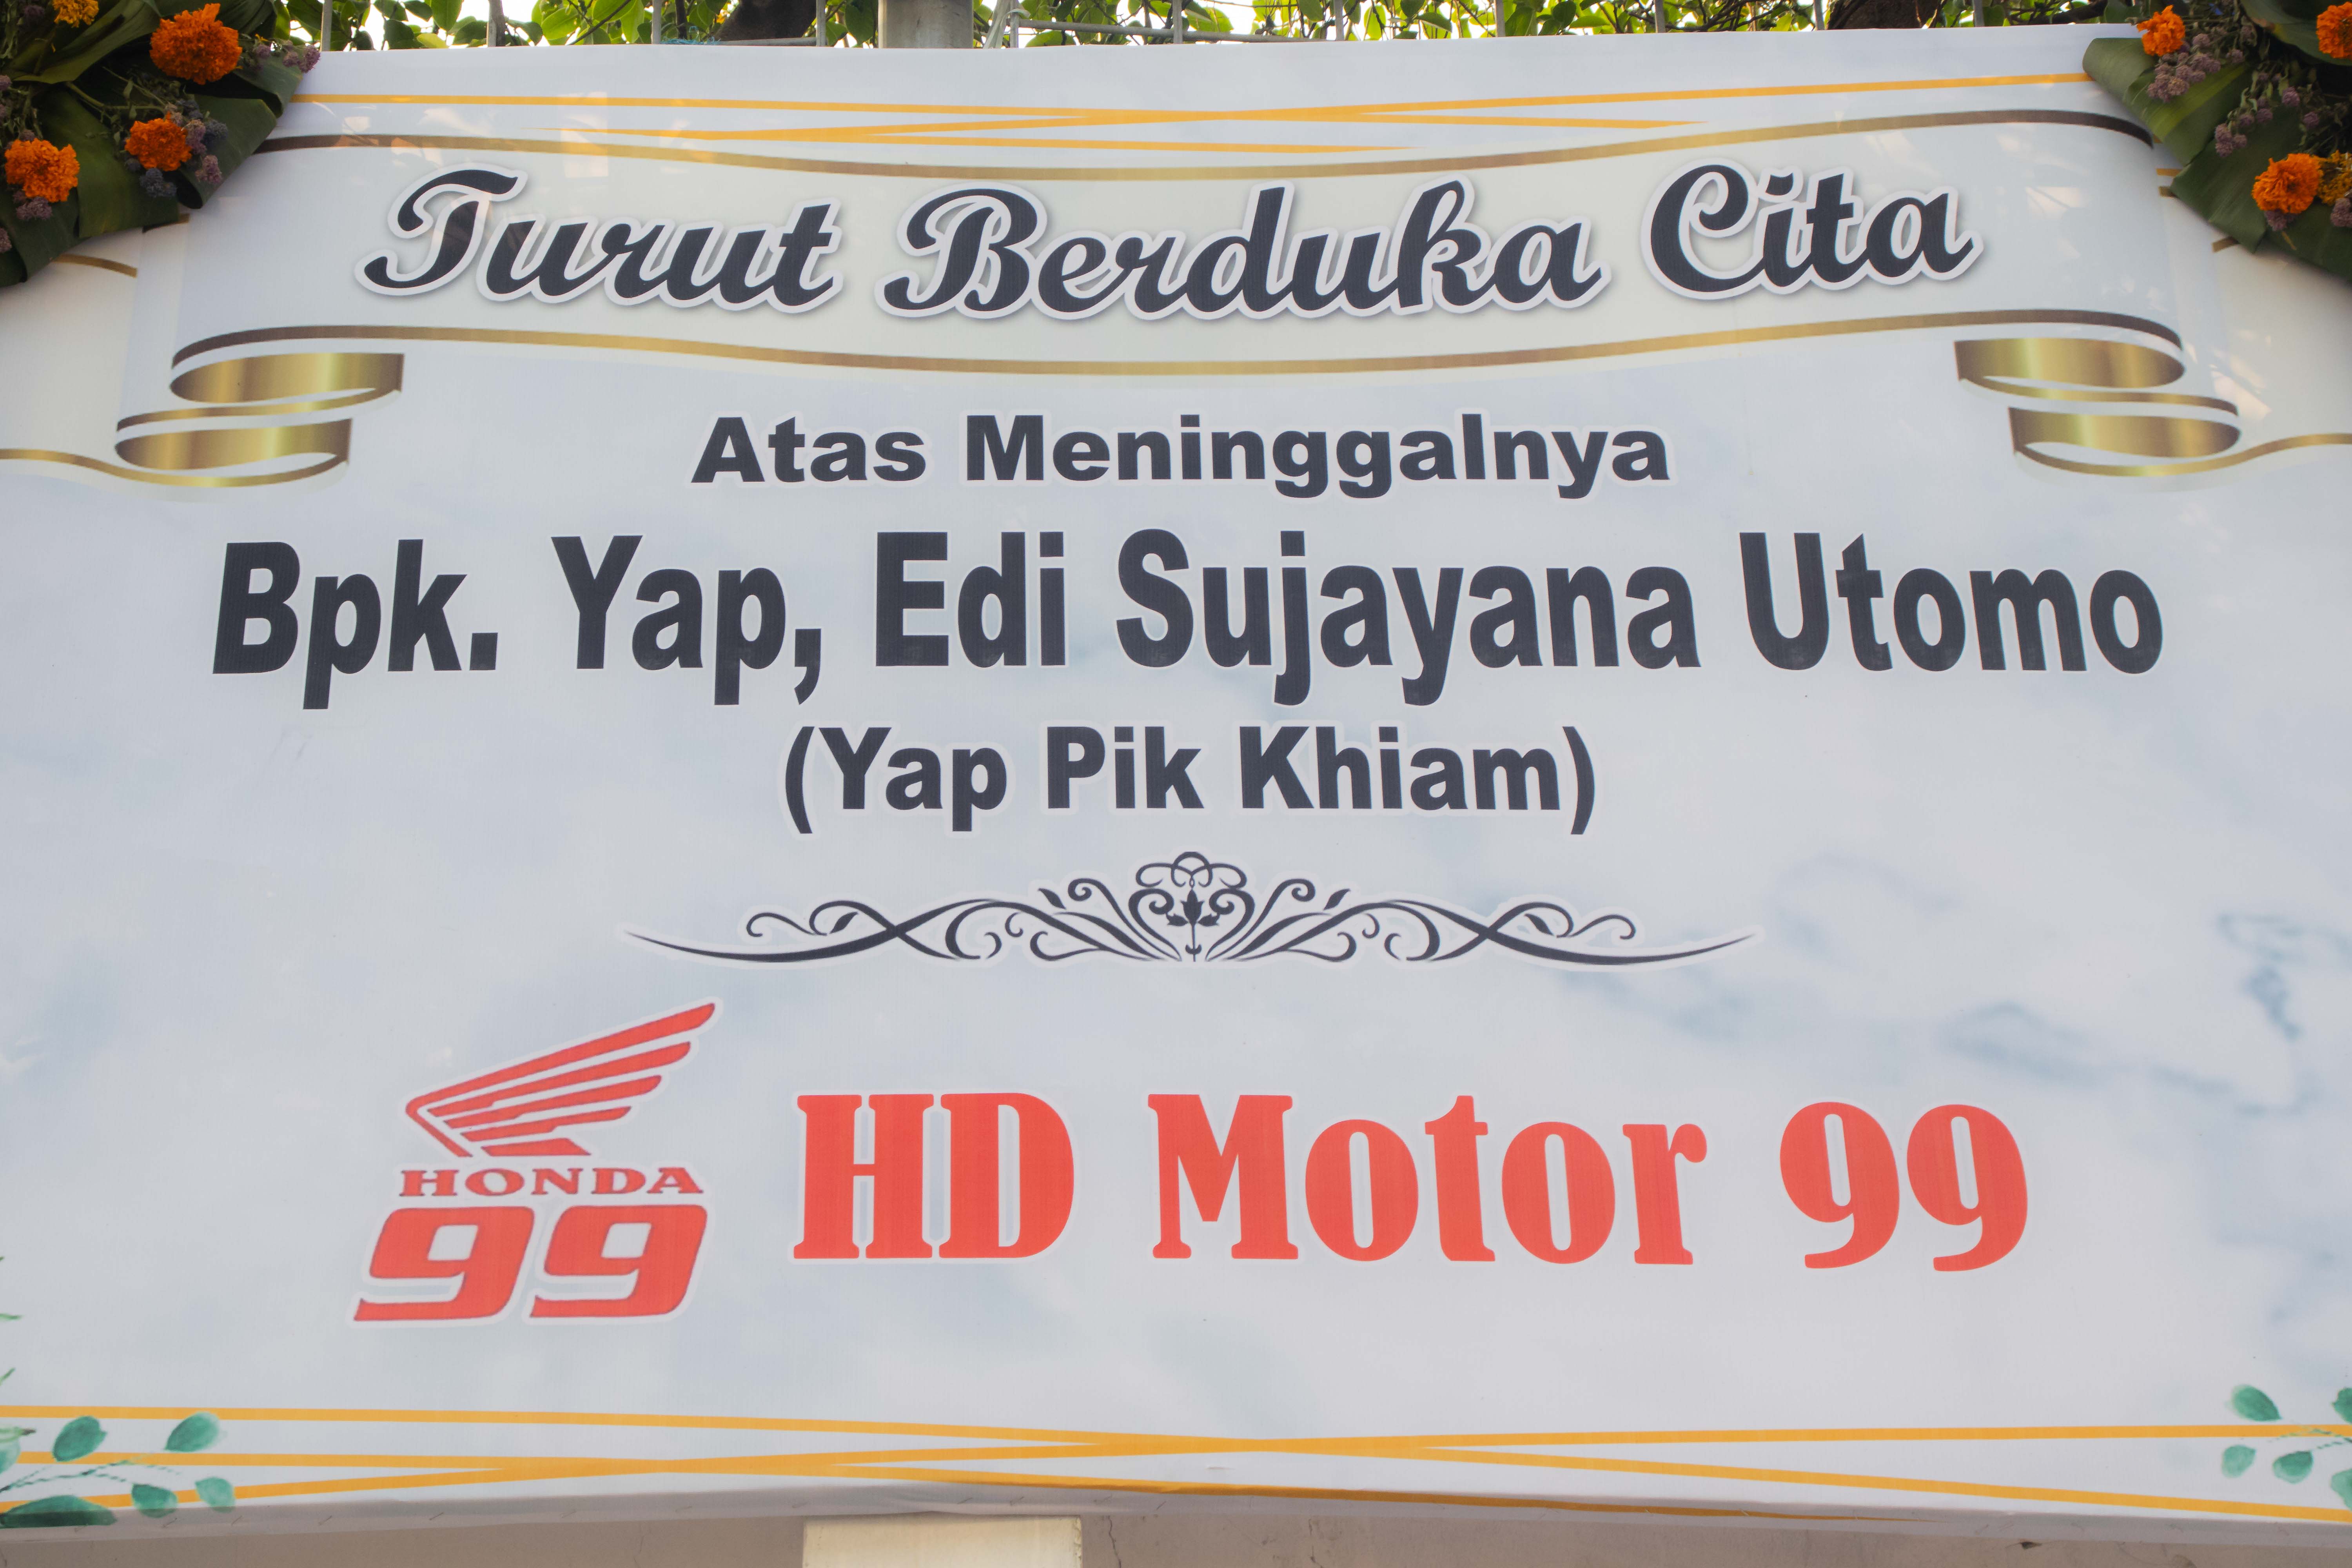 Turut Berduka Cita
Atas Meninggalnya
Bpk. Yap, Edi Sujayana Utomo
(Yap Pik Khiam)
HONDA
99
HD Motor 99